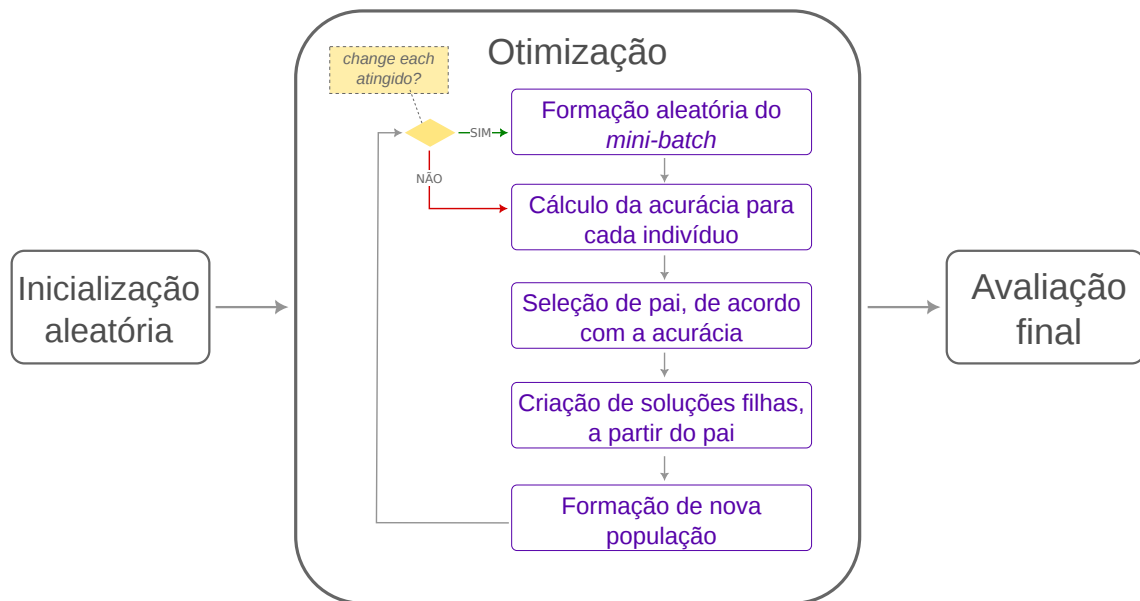 Otimização
change each
atingido?
Formação aleatória do
mini-batch
SIM
NÃO
Cálculo da acurácia para
cada indivíduo
Inicialização
aleatória
Seleção de pai, de acordo
com a acurácia
Avaliação
final
Criação de soluções filhas,
a partir do pai
Formação de nova
população